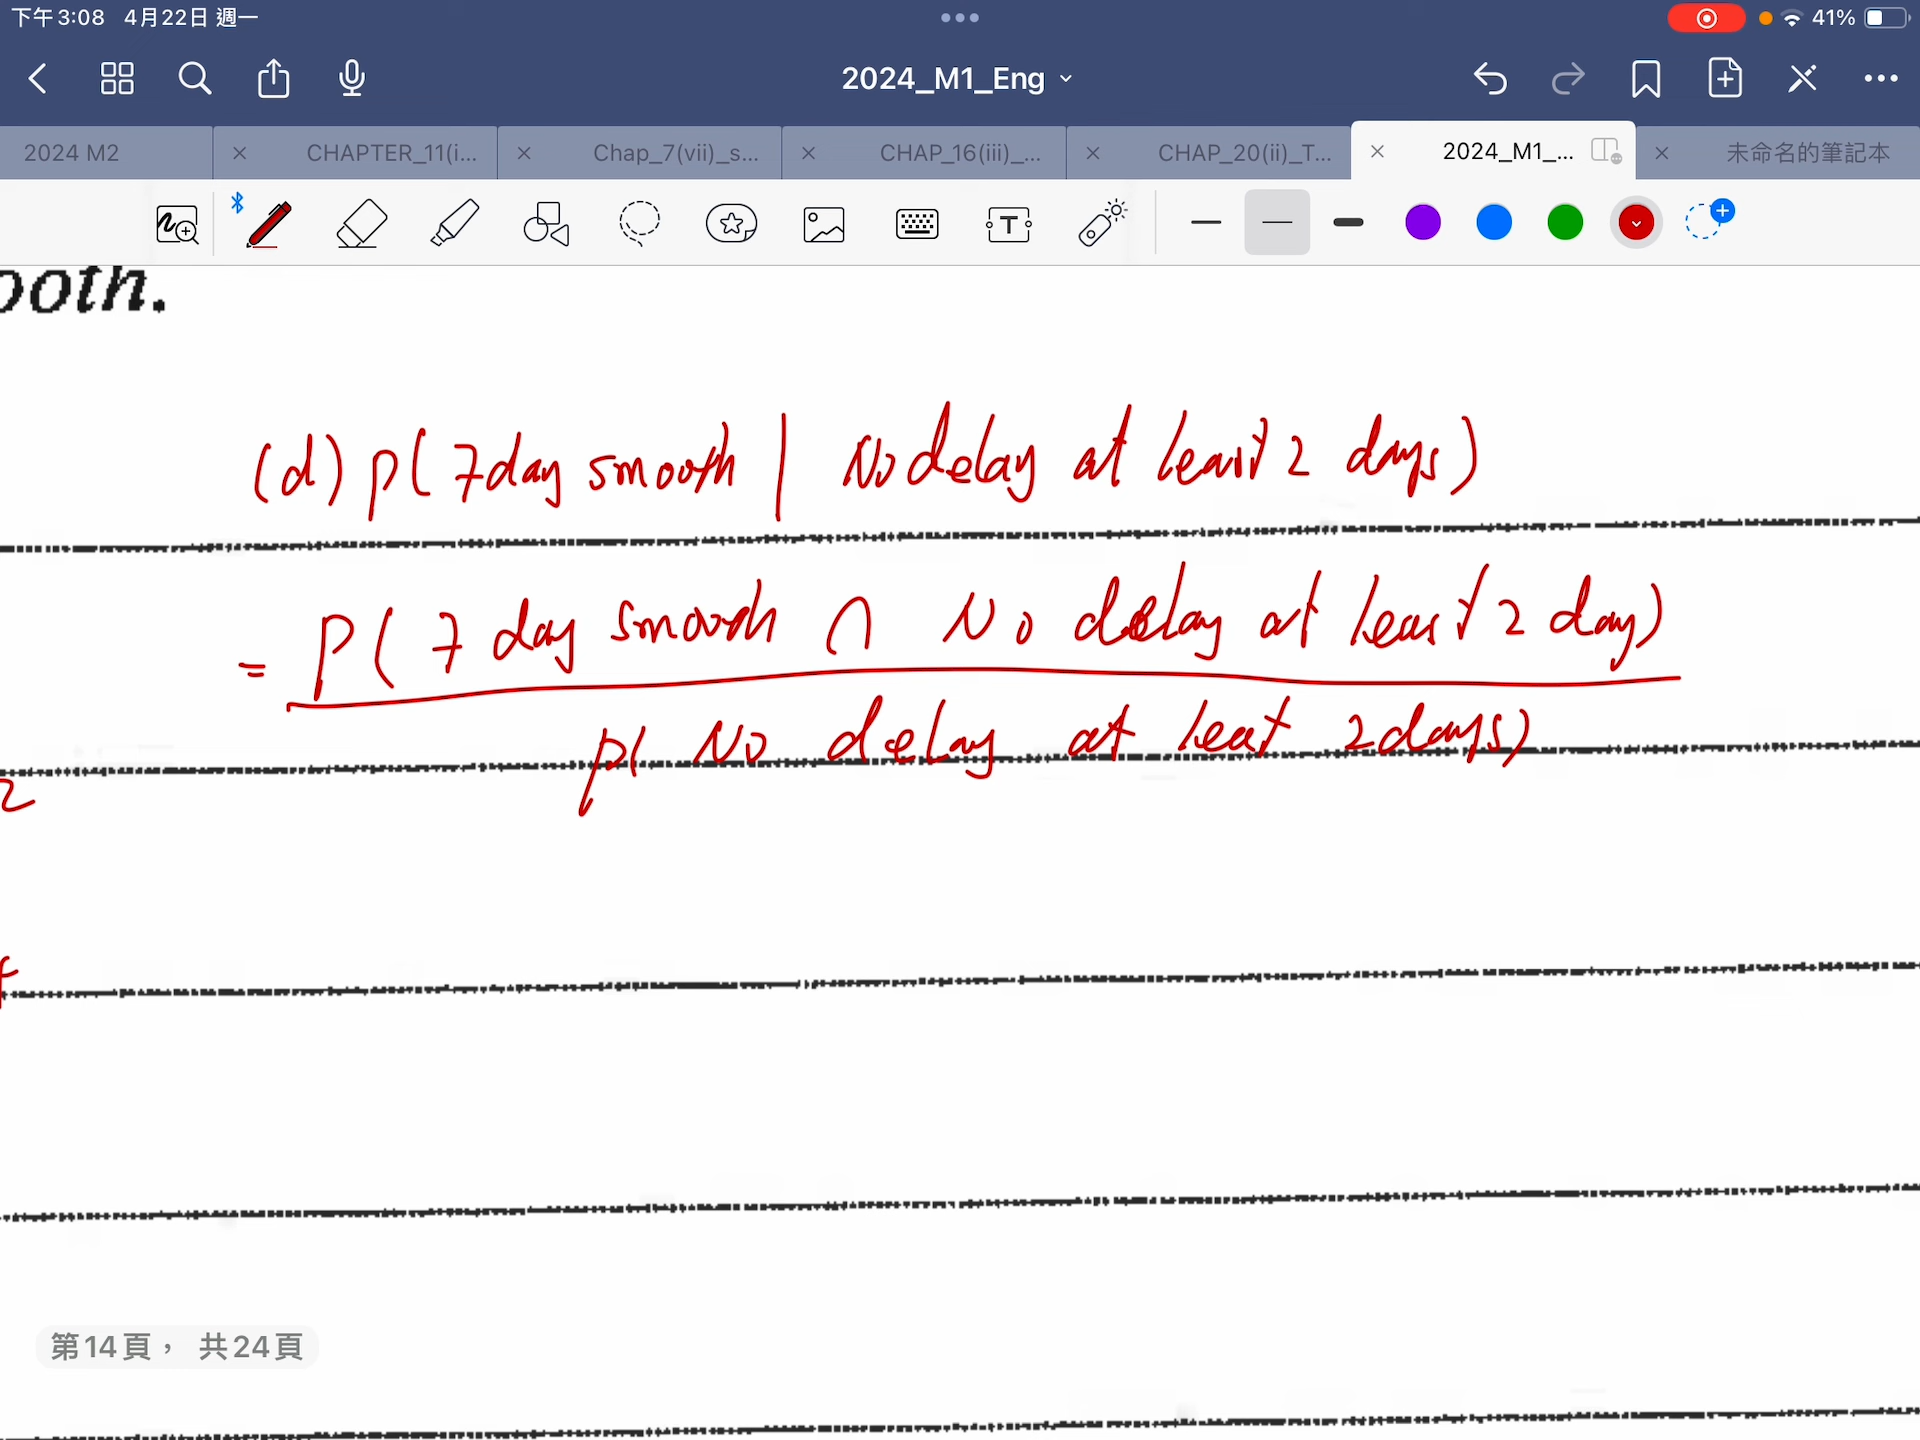 下午3:08 4月22日 週一
41%
2024_M1_Eng
2024 M2
CHAPTER_11(i...
Chap_7(vii)_s...
CHAP_16(iii)_...
CHAP_20(ii)_T...
2024_M1_...
未命名的筆記本
ooth.
(d) P( 7day smooth | No delay at least 2 days)
= P( 7 day smooth ∩ No delay at least 2 day)
P( No delay at least 2days)
2
第14頁， 共24頁